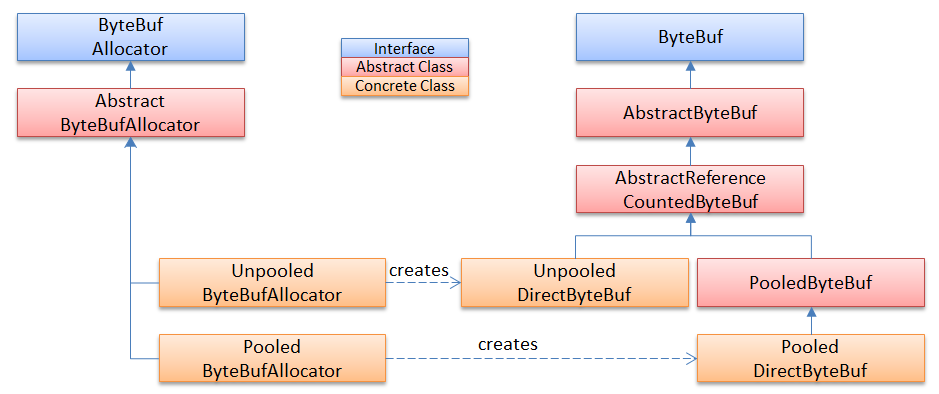 ByteBuf
Allocator
Interface
Abstract Class
Concrete Class
ByteBuf
Abstract
ByteBufAllocator
AbstractByteBuf
AbstractReference
CountedByteBuf
Unpooled
ByteBufAllocator
creates
Unpooled
DirectByteBuf
PooledByteBuf
Pooled
ByteBufAllocator
creates
Pooled
DirectByteBuf